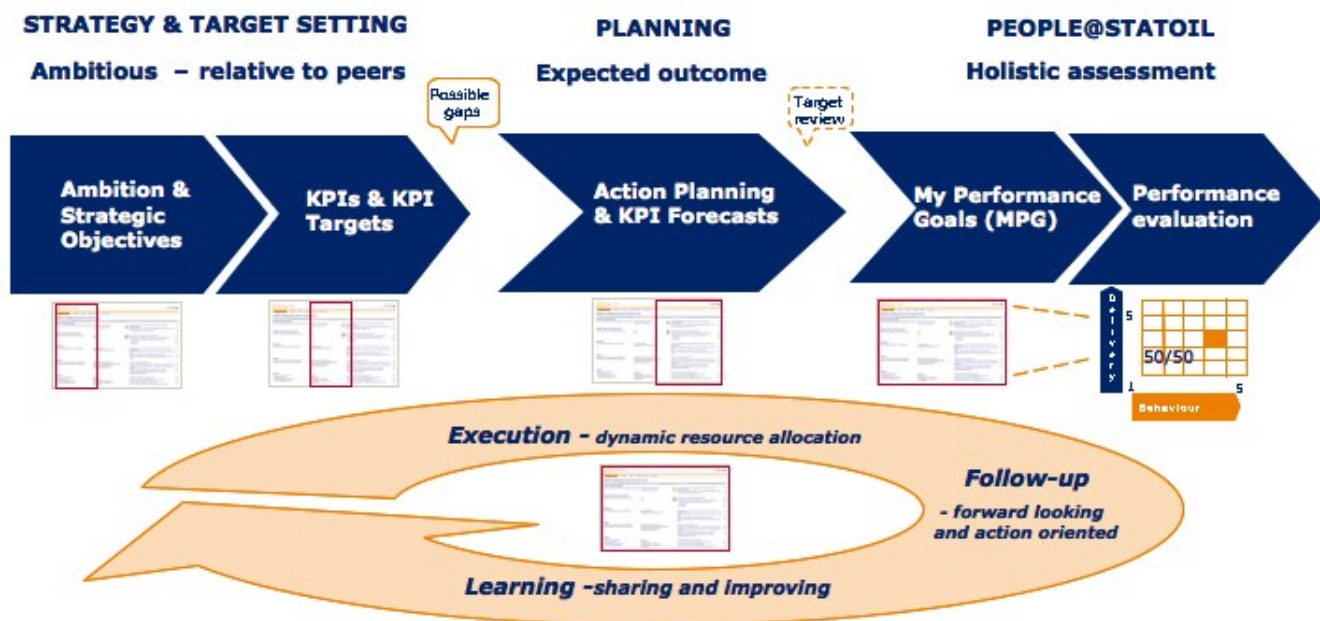 STRATEGY & TARGET SETTING
Ambitious – relative to peers
PLANNING
Expected outcome
PEOPLE@STATOIL
Holistic assessment
Possible
gaps
Target
review
Ambition &
Strategic
Objectives
KPIs & KPI
Targets
Action Planning
& KPI Forecasts
My Performance
Goals (MPG)
Performance
evaluation
Delivery
5
50/50
1
5
Behaviour
Execution – dynamic resource allocation
Follow-up
- forward looking
and action oriented
Learning –sharing and improving